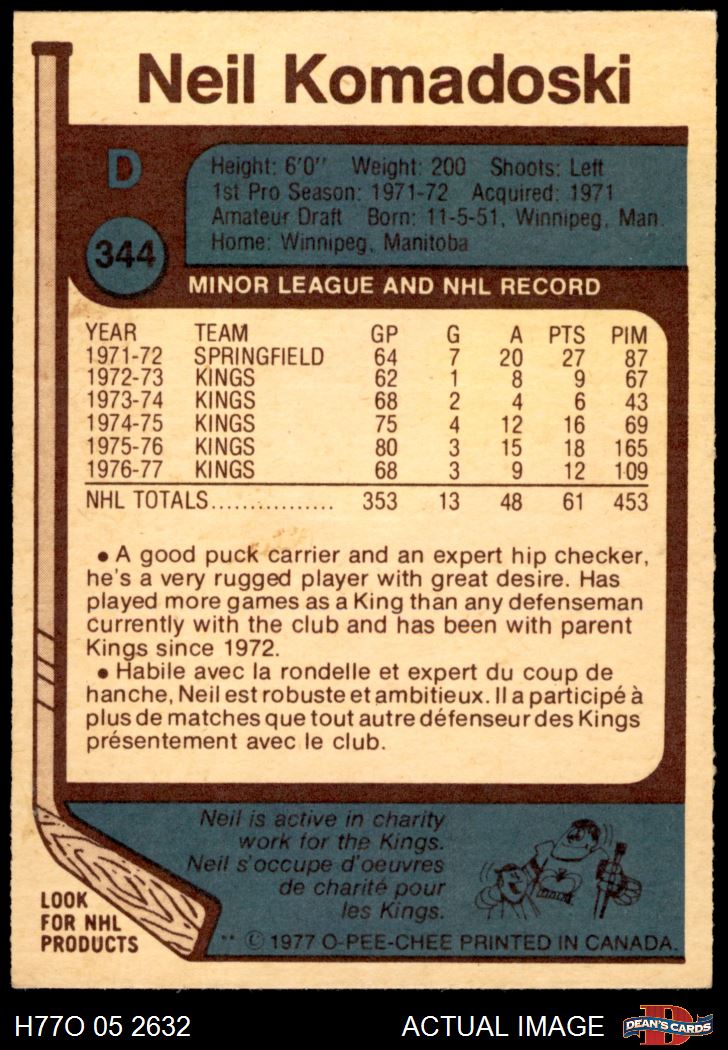 Neil Komadoski
D
344
Height: 6'0" Weight: 200 Shoots: Left
1st Pro Season: 1971-72 Acquired: 1971
Amateur Draft Born: 11-5-51, Winnipeg, Man.
Home: Winnipeg, Manitoba
MINOR LEAGUE AND NHL RECORD
YEAR TEAM GP G A PTS PIM
1971-72 SPRINGFIELD 64 7 20 27 87
1972-73 KINGS 62 1 8 9 67
1973-74 KINGS 68 2 4 6 43
1974-75 KINGS 75 4 12 16 69
1975-76 KINGS 80 3 15 18 165
1976-77 KINGS 68 3 9 12 109
NHL TOTALS................ 353 13 48 61 453
• A good puck carrier and an expert hip checker,
he's a very rugged player with great desire. Has
played more games as a King than any defenseman
currently with the club and has been with parent
Kings since 1972.
• Habile avec la rondelle et expert du coup de
hanche, Neil est robuste et ambitieux. Il a participé à
plus de matches que tout autre défenseur des Kings
présentement avec le club.
Neil is active in charity
work for the Kings.
Neil s'occupe d'oeuvres
de charité pour
les Kings.
LOOK
FOR NHL
PRODUCTS
** © 1977 O-PEE-CHEE PRINTED IN CANADA.
H77O 05 2632 ACTUAL IMAGE
D
DEAN'S CARDS